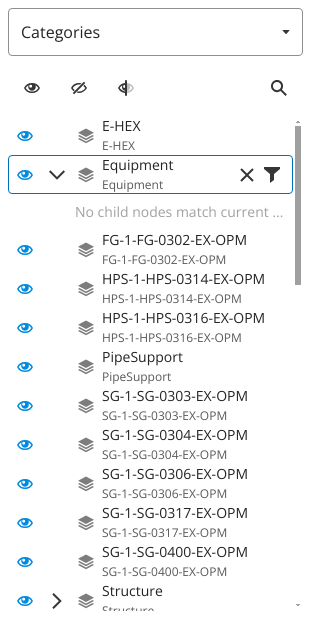 Categories
E-HEX
E-HEX
Equipment
Equipment
No child nodes match current ...
FG-1-FG-0302-EX-OPM
FG-1-FG-0302-EX-OPM
HPS-1-HPS-0314-EX-OPM
HPS-1-HPS-0314-EX-OPM
HPS-1-HPS-0316-EX-OPM
HPS-1-HPS-0316-EX-OPM
PipeSupport
PipeSupport
SG-1-SG-0303-EX-OPM
SG-1-SG-0303-EX-OPM
SG-1-SG-0304-EX-OPM
SG-1-SG-0304-EX-OPM
SG-1-SG-0306-EX-OPM
SG-1-SG-0306-EX-OPM
SG-1-SG-0317-EX-OPM
SG-1-SG-0317-EX-OPM
SG-1-SG-0400-EX-OPM
SG-1-SG-0400-EX-OPM
Structure
Structure